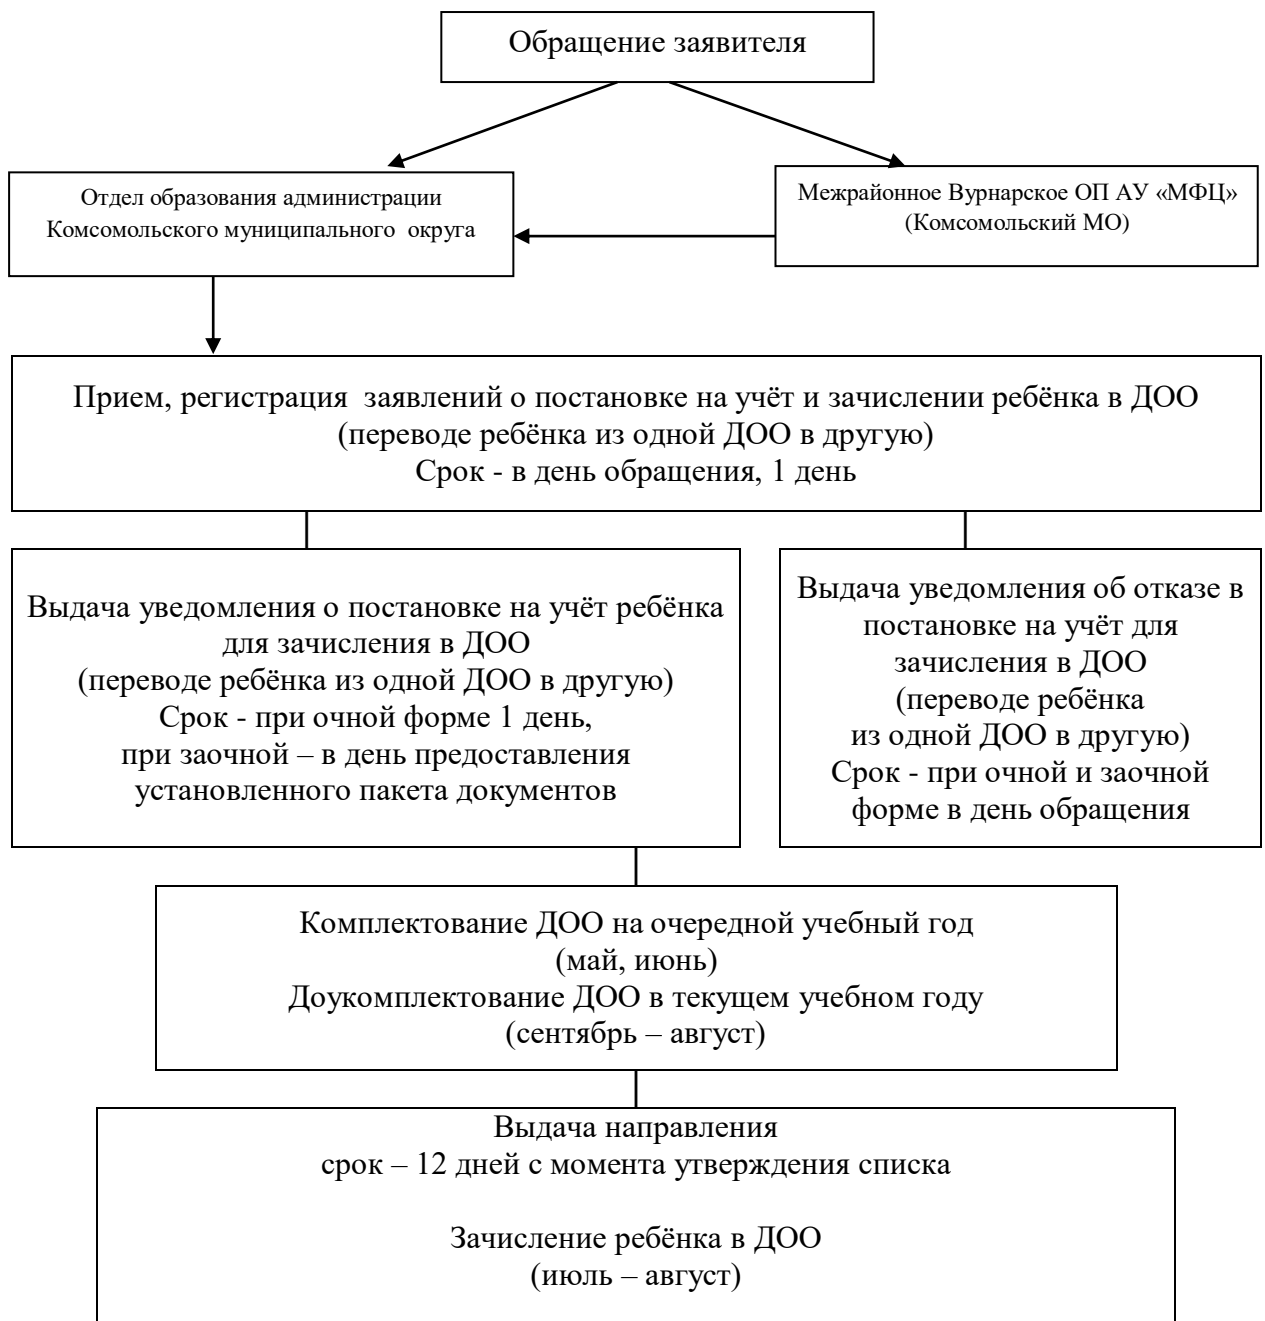 Обращение заявителя
Отдел образования администрации
Комсомольского муниципального округа
Межрайонное Вурнарское ОП АУ «МФЦ»
(Комсомольский МО)
Прием, регистрация заявлений о постановке на учёт и зачислении ребёнка в ДОО
(переводе ребёнка из одной ДОО в другую)
Срок - в день обращения, 1 день
Выдача уведомления о постановке на учёт ребёнка
для зачисления в ДОО
(переводе ребёнка из одной ДОО в другую)
Срок - при очной форме 1 день,
при заочной – в день предоставления
установленного пакета документов
Выдача уведомления об отказе в
постановке на учёт для
зачисления в ДОО
(переводе ребёнка
из одной ДОО в другую)
Срок - при очной и заочной
форме в день обращения
Комплектование ДОО на очередной учебный год
(май, июнь)
Доукомплектование ДОО в текущем учебном году
(сентябрь – август)
Выдача направления
срок – 12 дней с момента утверждения списка
Зачисление ребёнка в ДОО
(июль – август)